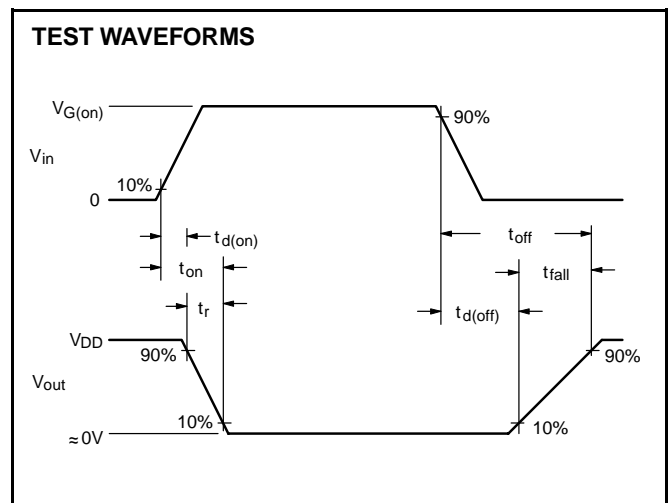 TEST WAVEFORMS
VG(on)
90%
Vin
10%
0
td(on)
toff
ton
tfall
tr
td(off)
VDD
90%
90%
Vout
10%
10%
≈0V